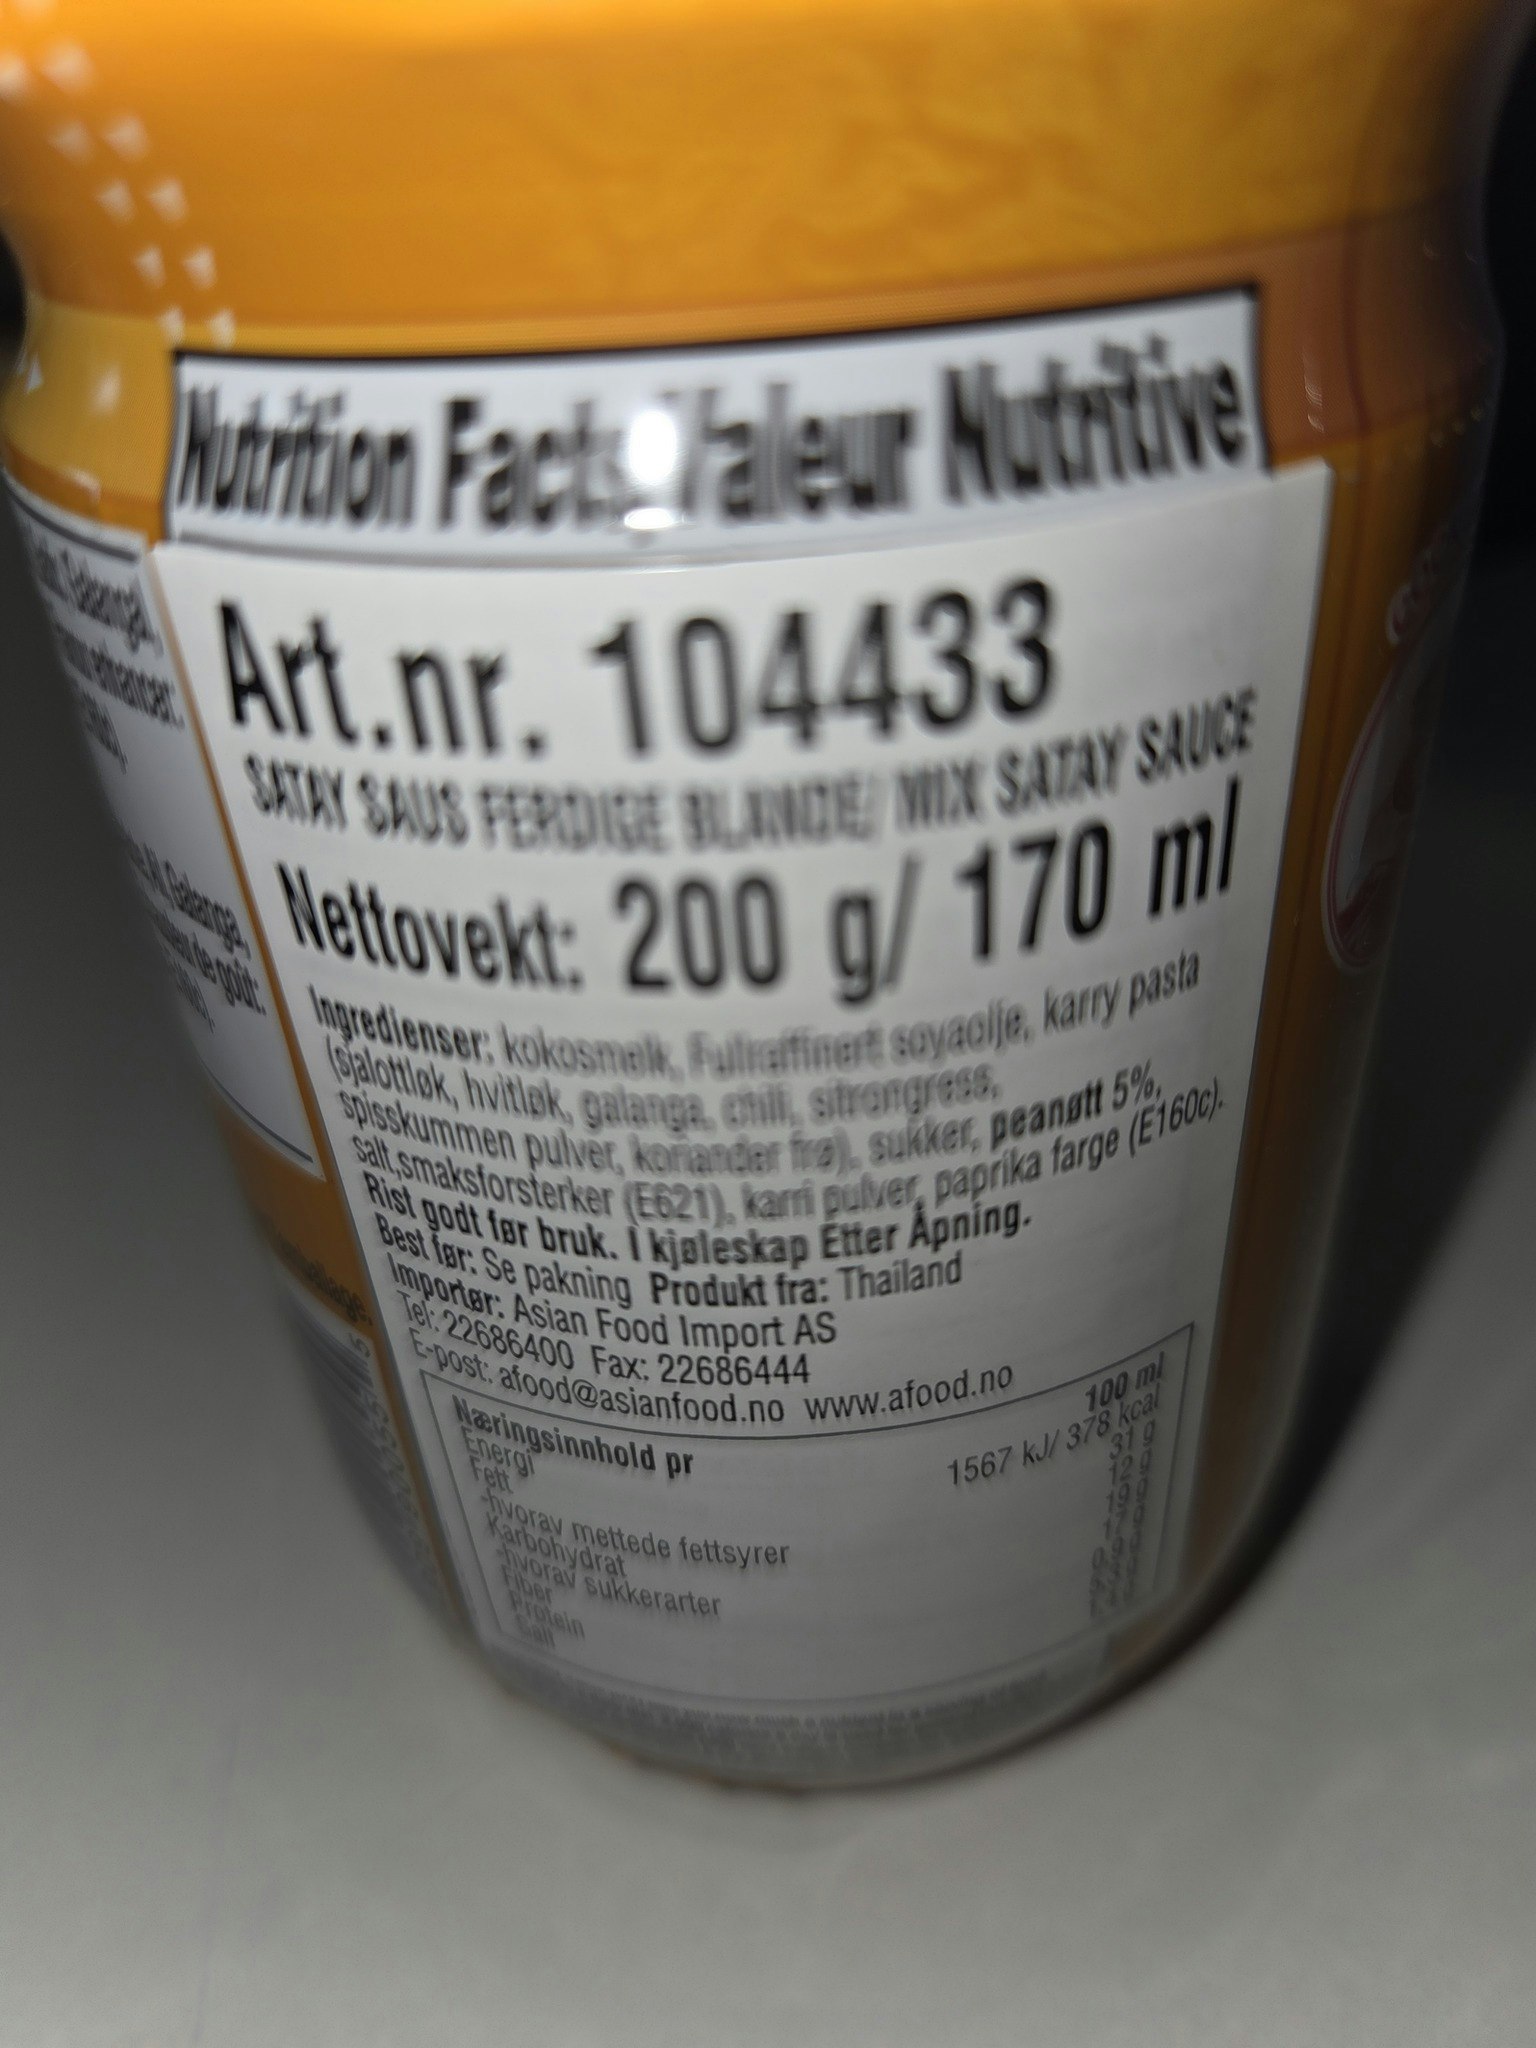 Nutrition Facts Valeur Nutritive
Art.nr. 104433
SATAY SAUS FERDIGE BLANDE/ MIX SATAY SAUCE
Nettovekt: 200 g/ 170 ml
Ingredienser: kokosmelk, Fullraffinert soyaolje, karry pasta
(sjalottløk, hvitløk, galanga, chili, sitrongress,
spisskummen pulver, koriander frø), sukker, peanøtt 5%,
salt,smaksforsterker (E621), karri pulver, paprika farge (E160c).
Rist godt før bruk. I kjøleskap Etter Åpning.
Best før: Se pakning Produkt fra: Thailand
Importør: Asian Food Import AS
Tel: 22686400 Fax: 22686444
E-post: afood@asianfood.no www.afood.no
Næringsinnhold pr 100 ml
Energi 1567 kJ/ 378 kcal
Fett
-hvorav mettede fettsyrer
Karbohydrat
-hvorav sukkerarter
Fiber
Protein
Salt
Galanga,
Galanga,
de goût: